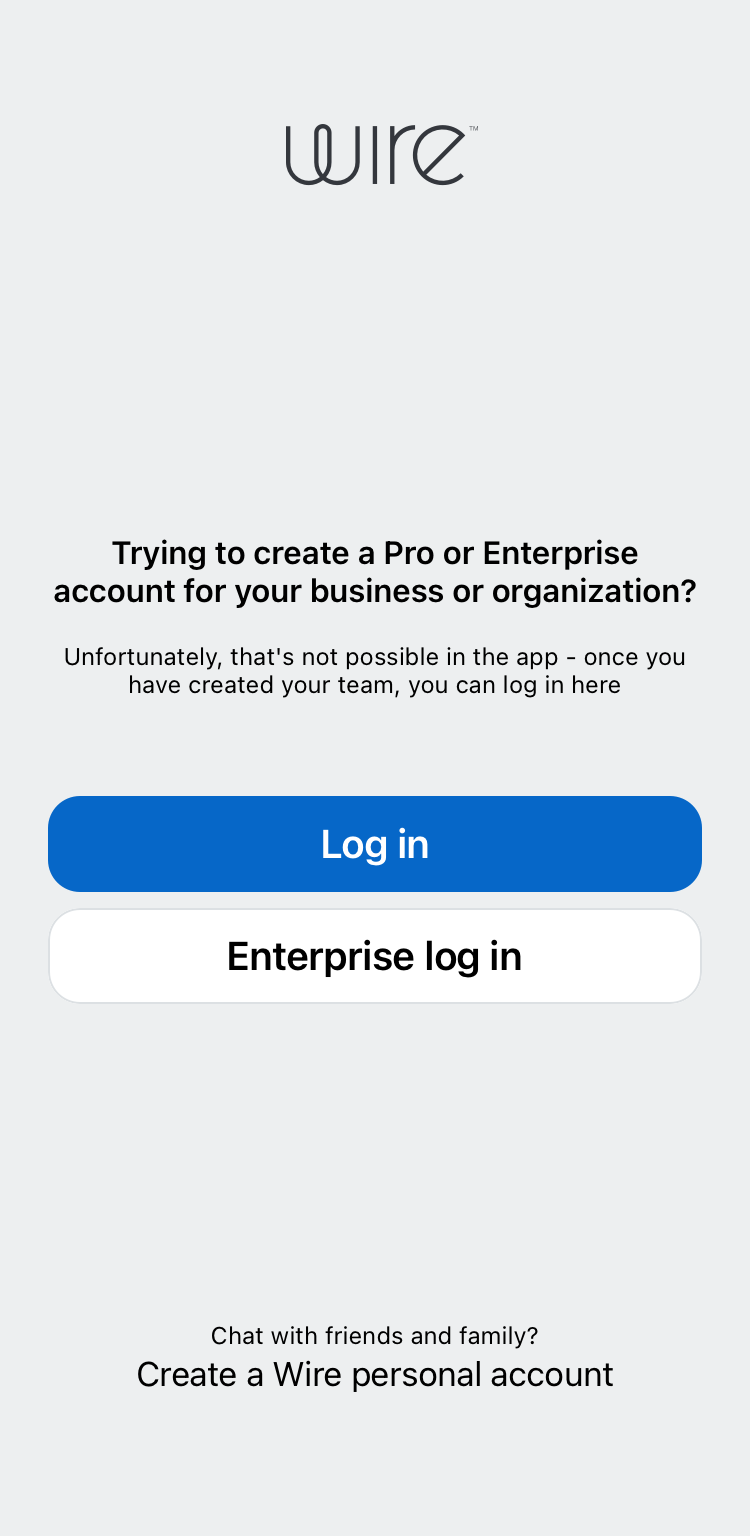 wire™
Trying to create a Pro or Enterprise
account for your business or organization?
Unfortunately, that's not possible in the app - once you
have created your team, you can log in here
Log in
Enterprise log in
Chat with friends and family?
Create a Wire personal account